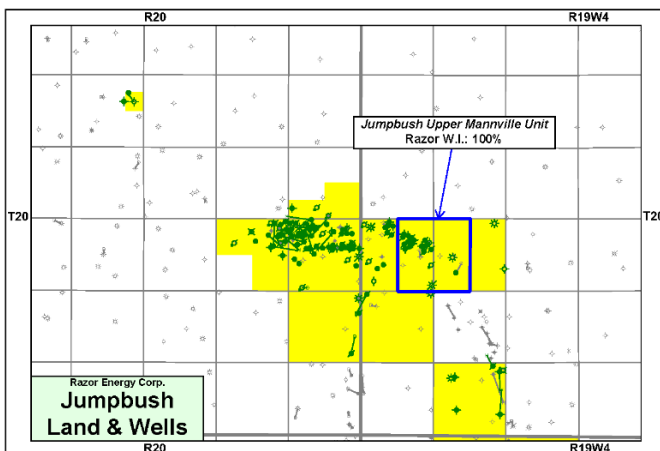 R20 R19W4
Jumpbush Upper Mannville Unit
Razor W.I.: 100%
T20 T20
Razor Energy Corp.
Jumpbush
Land & Wells
R20 R19W4